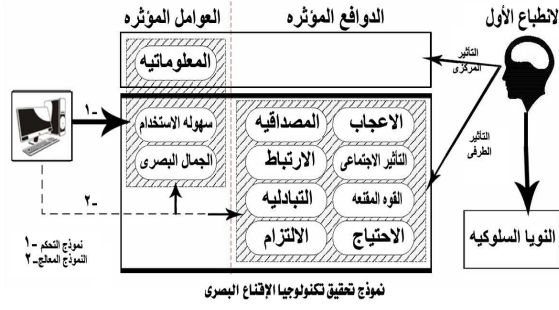 الانطباع الأول
الدوافع المؤثره
العوامل المؤثره
التأثير المركزى
المعلوماتيه
التأثير الطرفى
الاعجاب
المصداقيه
سهوله الاستخدام
١-
التأثير الاجتماعى
الارتباط
الجمال البصرى
القوه المقنعه
التبادليه
٢-
الاحتياج
الالتزام
النويا السلوكيه
نموذج التحكم -١
النموذج المعالج -٢
نموذج تحقيق تكنولوجيا الإقناع البصرى